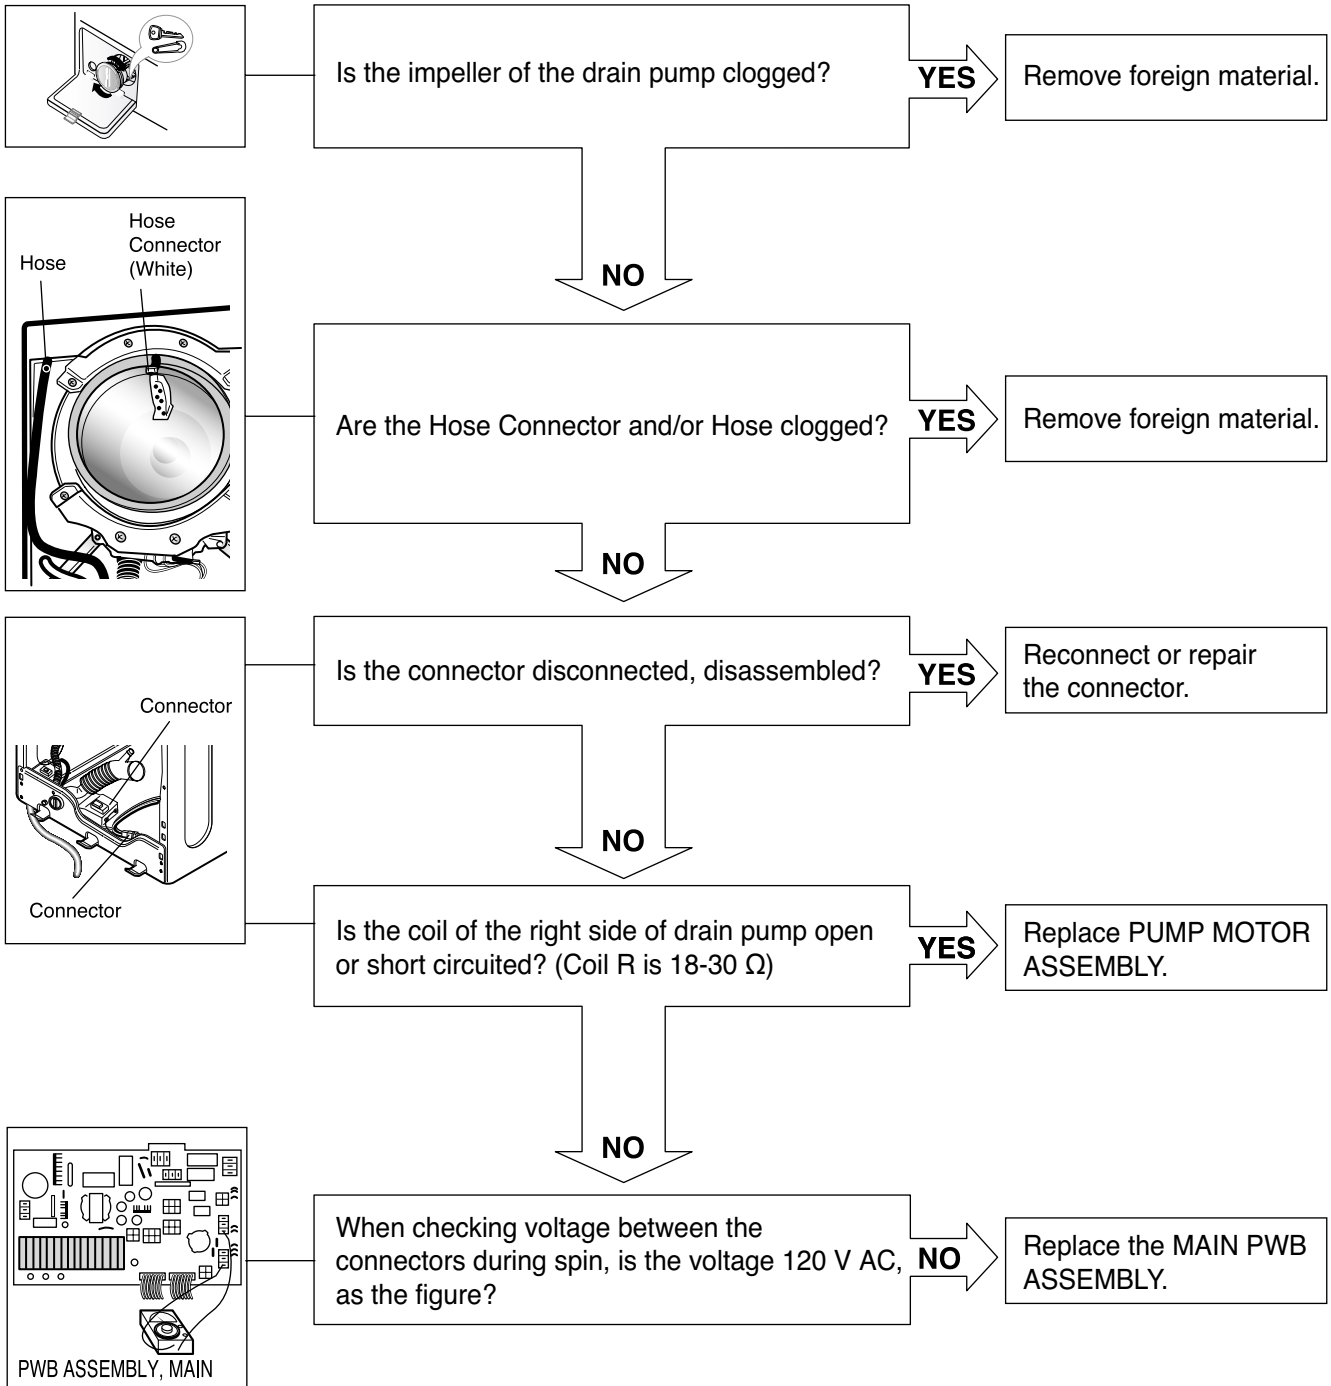 Is the impeller of the drain pump clogged?
YES
Remove foreign material.
NO
Hose
Hose
Connector
(White)
Are the Hose Connector and/or Hose clogged?
YES
Remove foreign material.
NO
Connector
Connector
Is the connector disconnected, disassembled?
YES
Reconnect or repair
the connector.
NO
Is the coil of the right side of drain pump open
or short circuited? (Coil R is 18-30 Ω)
YES
Replace PUMP MOTOR
ASSEMBLY.
NO
PWB ASSEMBLY, MAIN
When checking voltage between the
connectors during spin, is the voltage 120 V AC,
as the figure?
NO
Replace the MAIN PWB
ASSEMBLY.